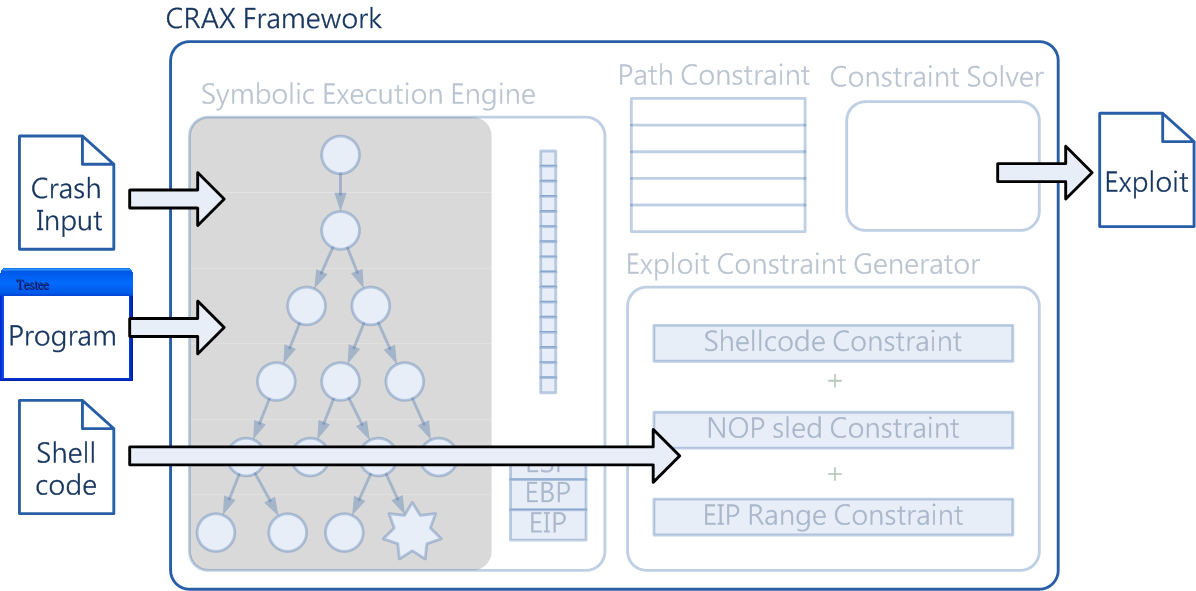 CRAX Framework
Symbolic Execution Engine
Path Constraint
Constraint Solver
Crash
Input
Exploit
Testee
Program
Exploit Constraint Generator
Shellcode Constraint
+
NOP sled Constraint
+
EIP Range Constraint
Shell
code
ESP
EBP
EIP